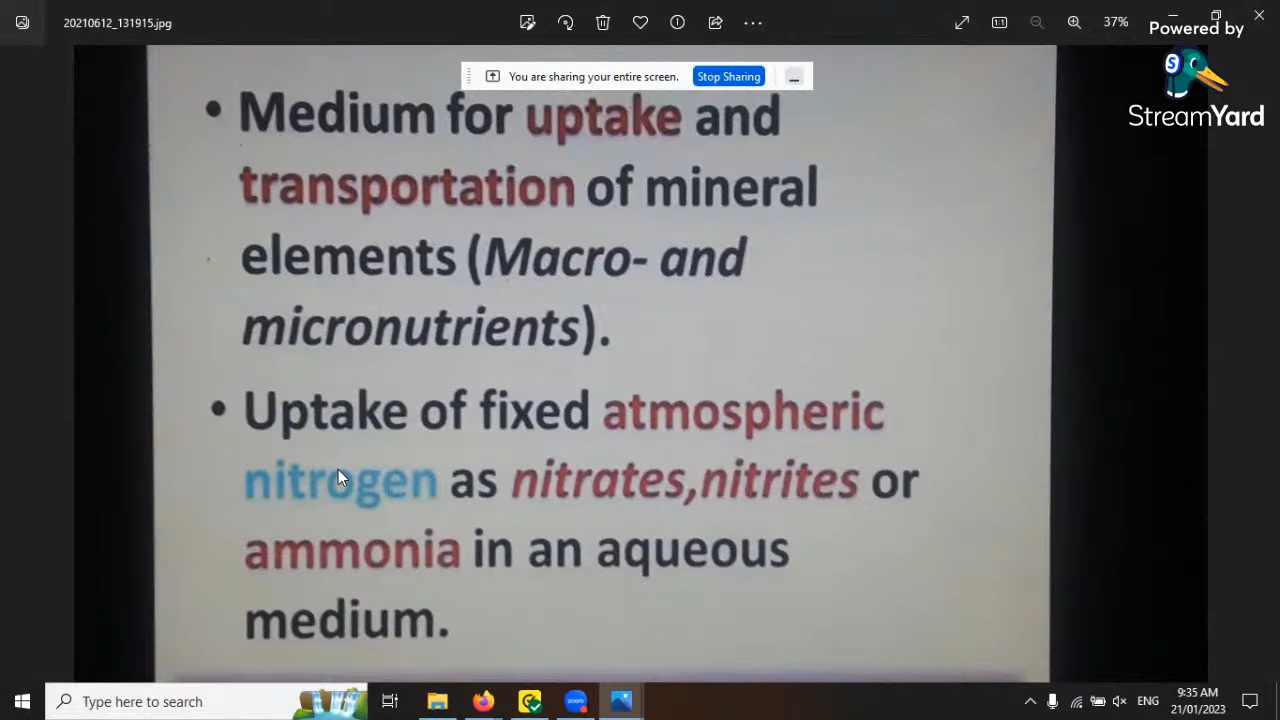 20210612_131915.jpg
37%
Powered by
StreamYard
You are sharing your entire screen.
Stop Sharing
• Medium for uptake and
transportation of mineral
elements (Macro- and
micronutrients).
• Uptake of fixed atmospheric
nitrogen as nitrates,nitrites or
ammonia in an aqueous
medium.
Type here to search
zoom
ENG
9:35 AM
21/01/2023